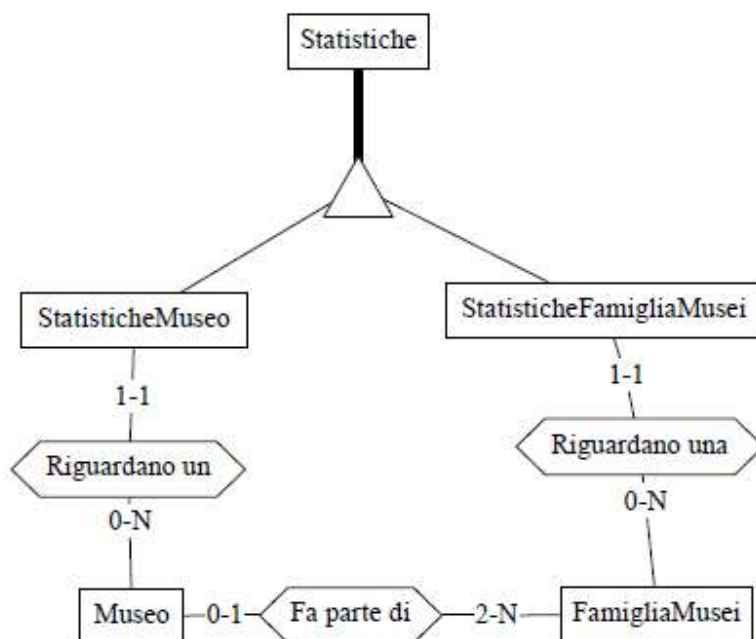 Statistiche
StatisticheMuseo
StatisticheFamigliaMusei
1-1
1-1
Riguardano un
Riguardano una
0-N
0-N
Museo
0-1
Fa parte di
2-N
FamigliaMusei